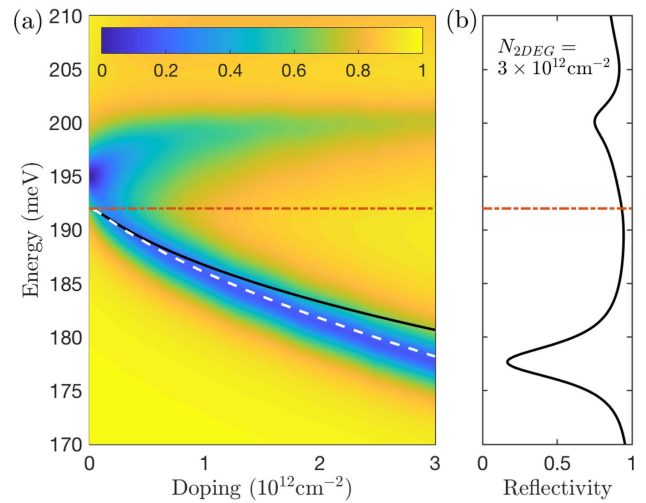 (a)
210
205
200
195
190
185
180
175
170
Energy (meV)
0 0.2 0.4 0.6 0.8 1
0 1 2 3
Doping (10¹²cm⁻²)
(b)
N₂DEG =
3 × 10¹²cm⁻²
0 0.5 1
Reflectivity